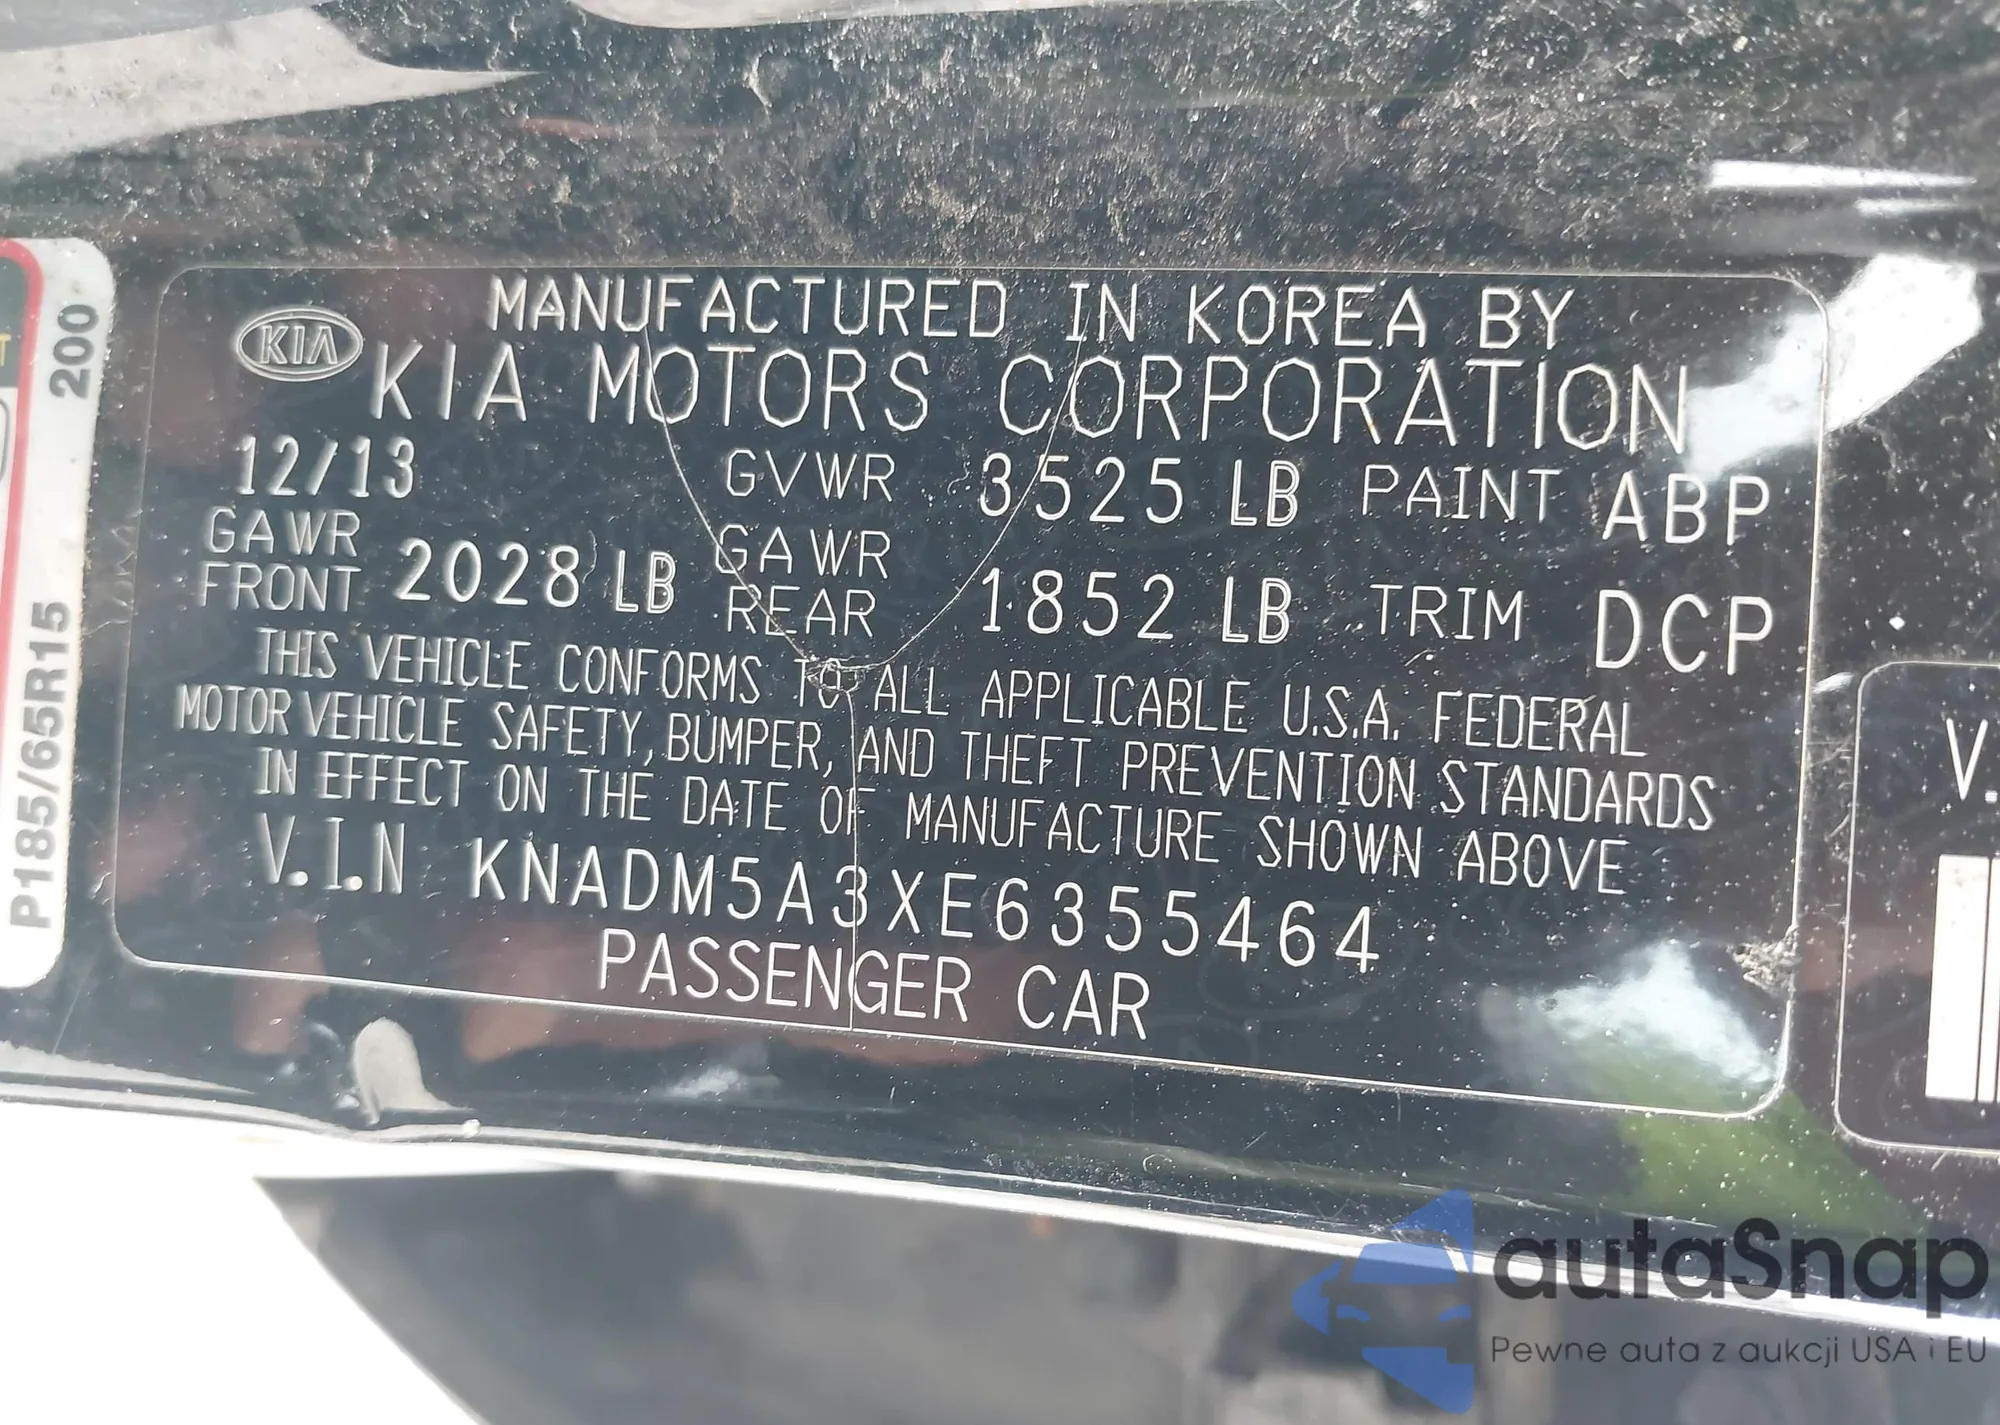 MANUFACTURED IN KOREA BY
KIA
KIA MOTORS CORPORATION
12/13 GVWR 3525 LB PAINT ABP
GAWR FRONT 2028 LB GAWR REAR 1852 LB TRIM DCP
THIS VEHICLE CONFORMS TO ALL APPLICABLE U.S.A. FEDERAL
MOTOR VEHICLE SAFETY, BUMPER, AND THEFT PREVENTION STANDARDS
IN EFFECT ON THE DATE OF MANUFACTURE SHOWN ABOVE
V.I.N KNADM5A3XE6355464
PASSENGER CAR
P185/65R15 200
V.
autaSnap
Pewne auta z aukcji USA i EU